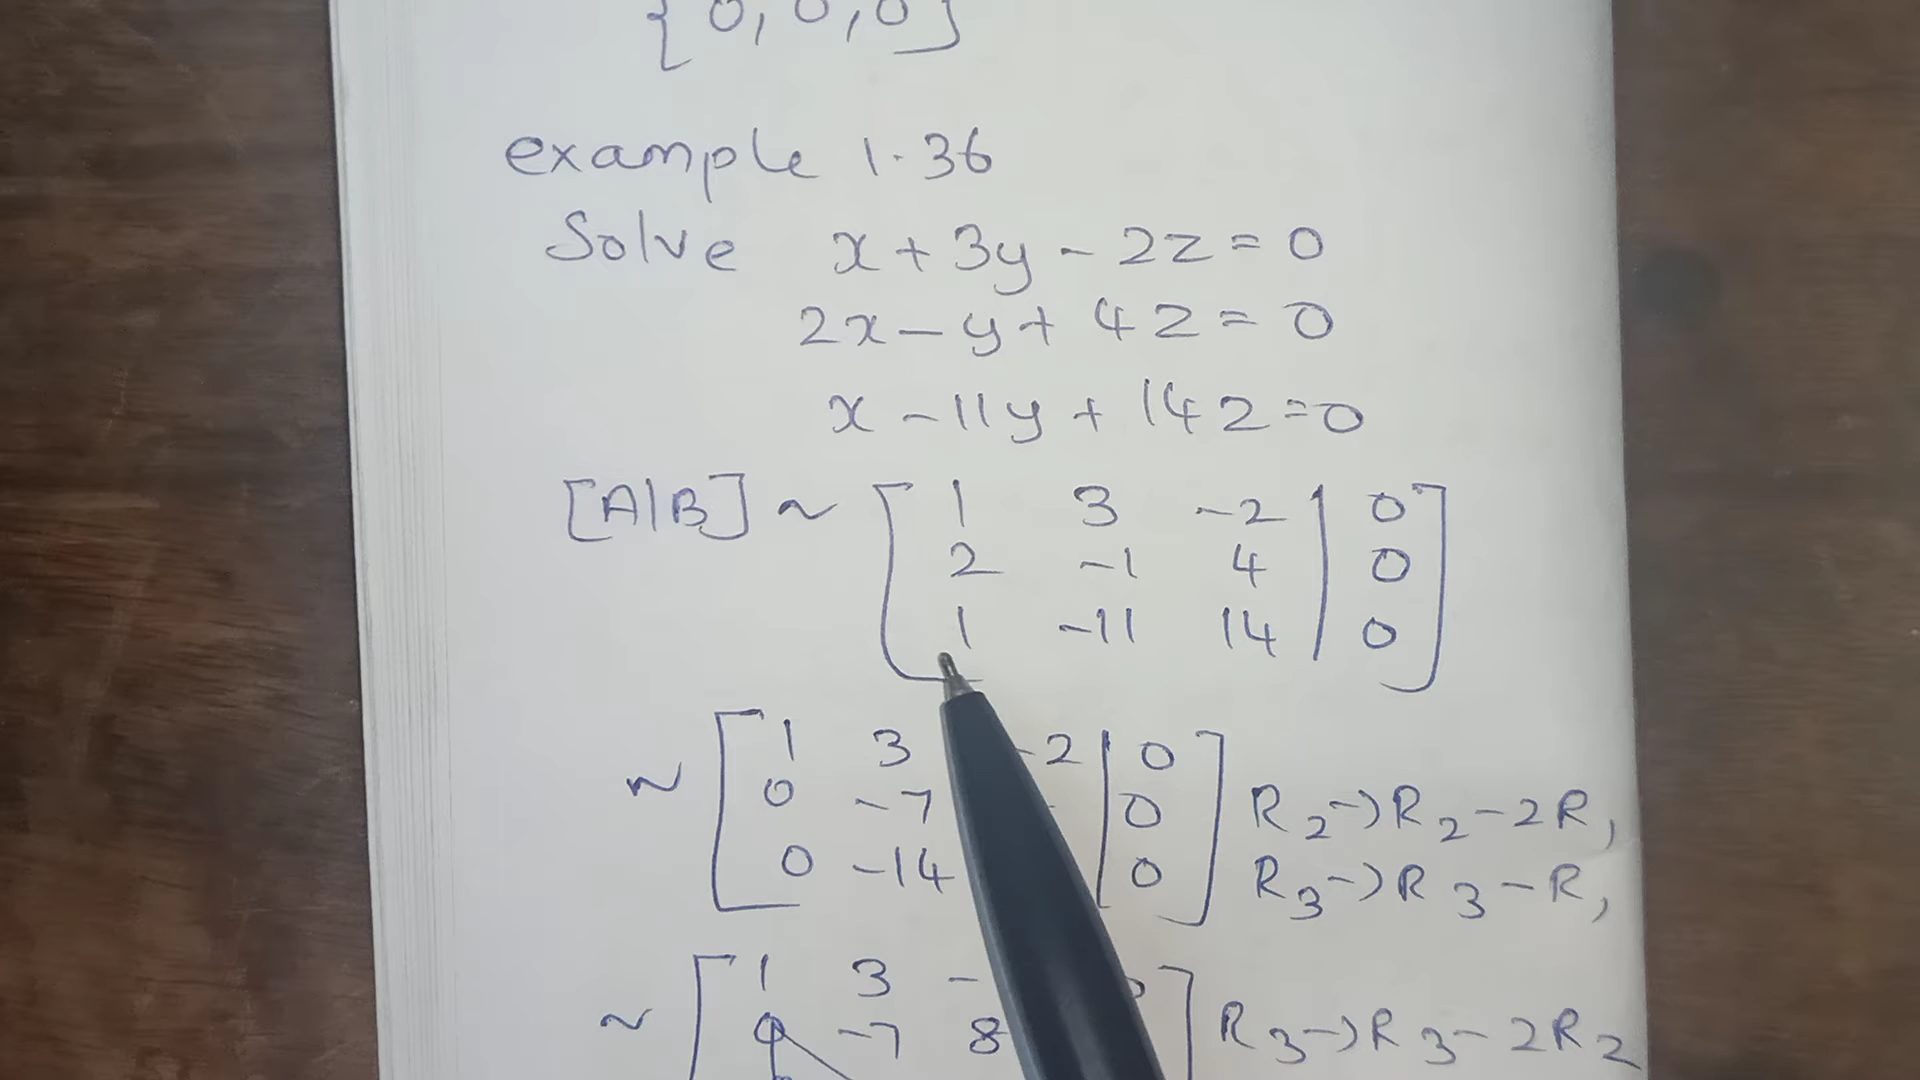 {0, 0, 0}
example 1.36
Solve x + 3y - 2z = 0
2x - y + 4z = 0
x - 11y + 14z = 0
[A|B] ~ [ 1 3 -2 | 0 ]
2 -1 4 | 0
1 -11 14 | 0
~ [ 1 3 -2 | 0 ]
0 -7 | 0 R2→R2-2R1
0 -14 | 0 R3→R3-R1
~ [ 1 3 -
0 -7 8 ] R3→R3-2R2